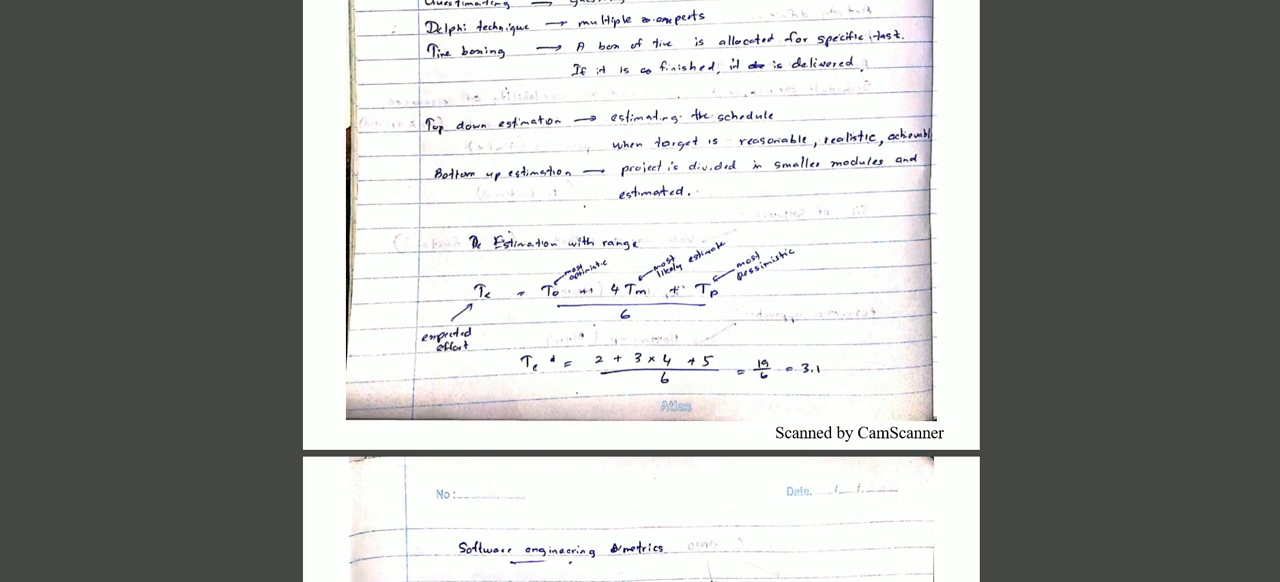 Guestimating →
Delphi technique → multiple experts
Time boxing → A box of time is allocated for specific task.
If it is finished, it is delivered.
Top down estimation → estimating the schedule
when target is reasonable, realistic, achievabl
Bottom up estimation → project is divided in smaller modules and
estimated.
Estimation with range
most optimistic
most likely estimate
most pessimistic
Te = To + 4Tm + Tp
6
expected
effort
Te = 2 + 3 x 4 + 5
6
= 19/6 = 3.1
Atlas
Scanned by CamScanner
No:
Date. / /
Software engineering metrics